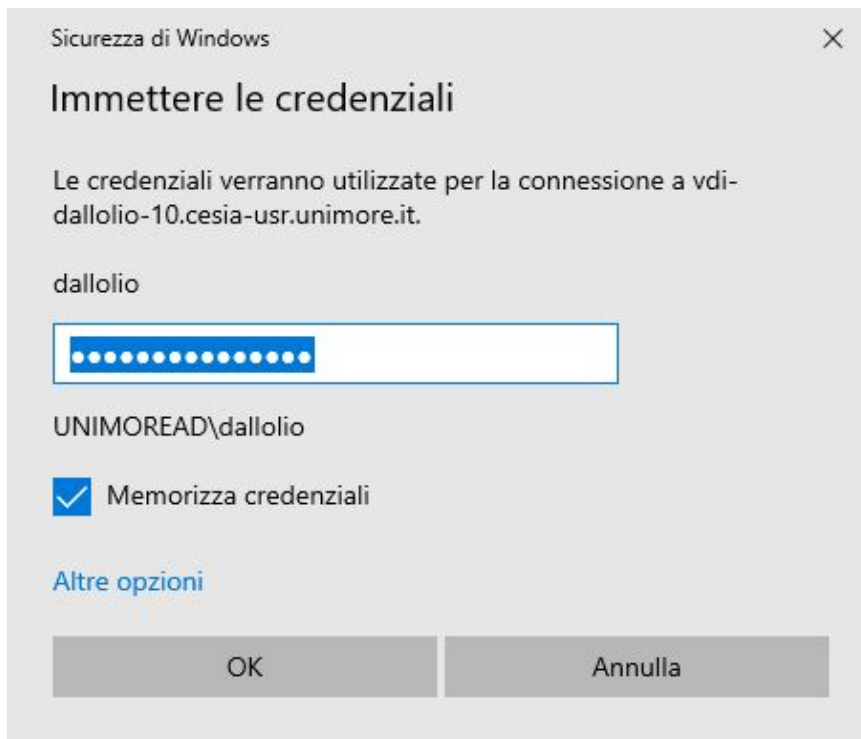 Sicurezza di Windows
Immettere le credenziali
Le credenziali verranno utilizzate per la connessione a vdi-
dallolio-10.cesia-usr.unimore.it.
dallolio
●●●●●●●●●●●●●●●
UNIMOREAD\dallolio
Memorizza credenziali
Altre opzioni
OK
Annulla